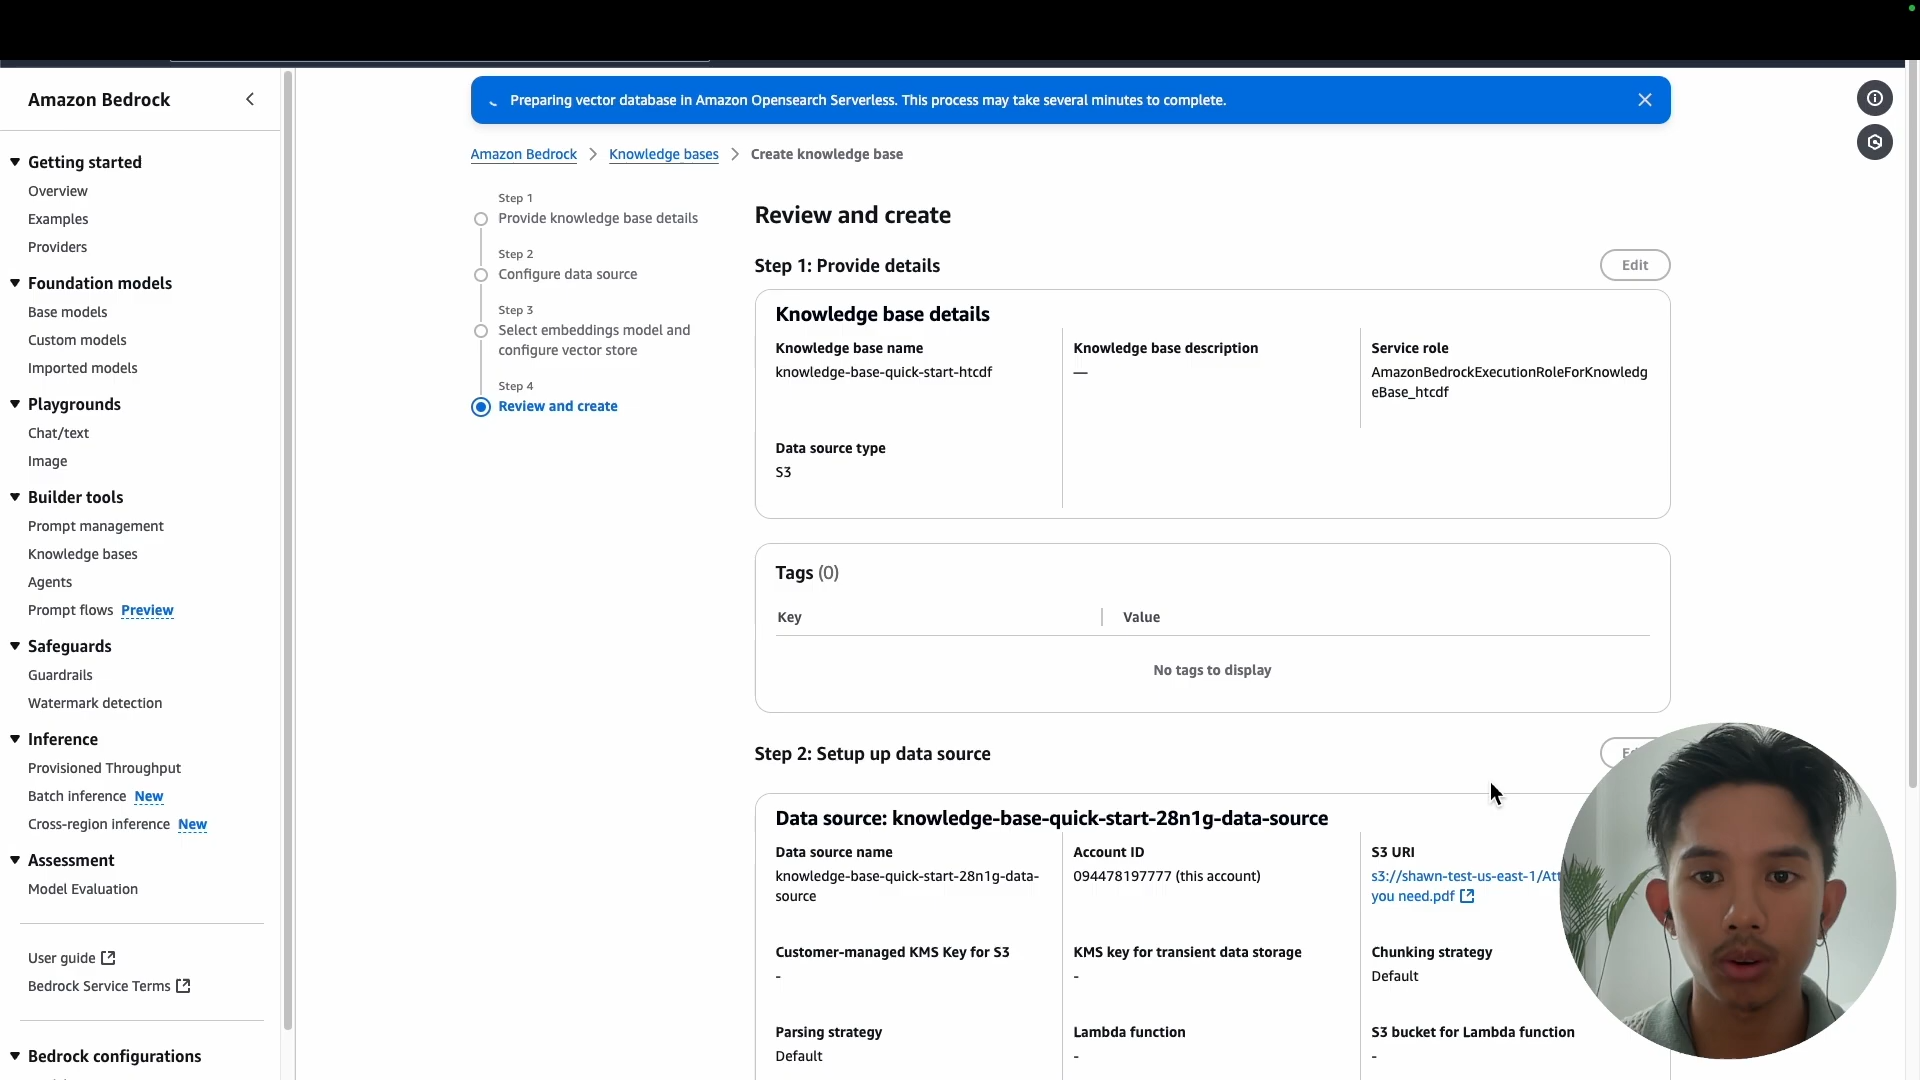 Amazon Bedrock
Getting started
Overview
Examples
Providers
Foundation models
Base models
Custom models
Imported models
Playgrounds
Chat/text
Image
Builder tools
Prompt management
Knowledge bases
Agents
Prompt flows Preview
Safeguards
Guardrails
Watermark detection
Inference
Provisioned Throughput
Batch inference New
Cross-region inference New
Assessment
Model Evaluation
User guide
Bedrock Service Terms
Bedrock configurations
Preparing vector database in Amazon Opensearch Serverless. This process may take several minutes to complete.
Amazon Bedrock > Knowledge bases > Create knowledge base
Step 1
Provide knowledge base details
Step 2
Configure data source
Step 3
Select embeddings model and
configure vector store
Step 4
Review and create
Review and create
Step 1: Provide details
Edit
Knowledge base details
Knowledge base name
knowledge-base-quick-start-htcdf
Knowledge base description
—
Service role
AmazonBedrockExecutionRoleForKnowledg
eBase_htcdf
Data source type
S3
Tags (0)
Key
Value
No tags to display
Step 2: Setup up data source
Data source: knowledge-base-quick-start-28n1g-data-source
Data source name
knowledge-base-quick-start-28n1g-data-
source
Account ID
094478197777 (this account)
S3 URI
s3://shawn-test-us-east-1/Att
you need.pdf
Customer-managed KMS Key for S3
-
KMS key for transient data storage
-
Chunking strategy
Default
Parsing strategy
Default
Lambda function
-
S3 bucket for Lambda function
-